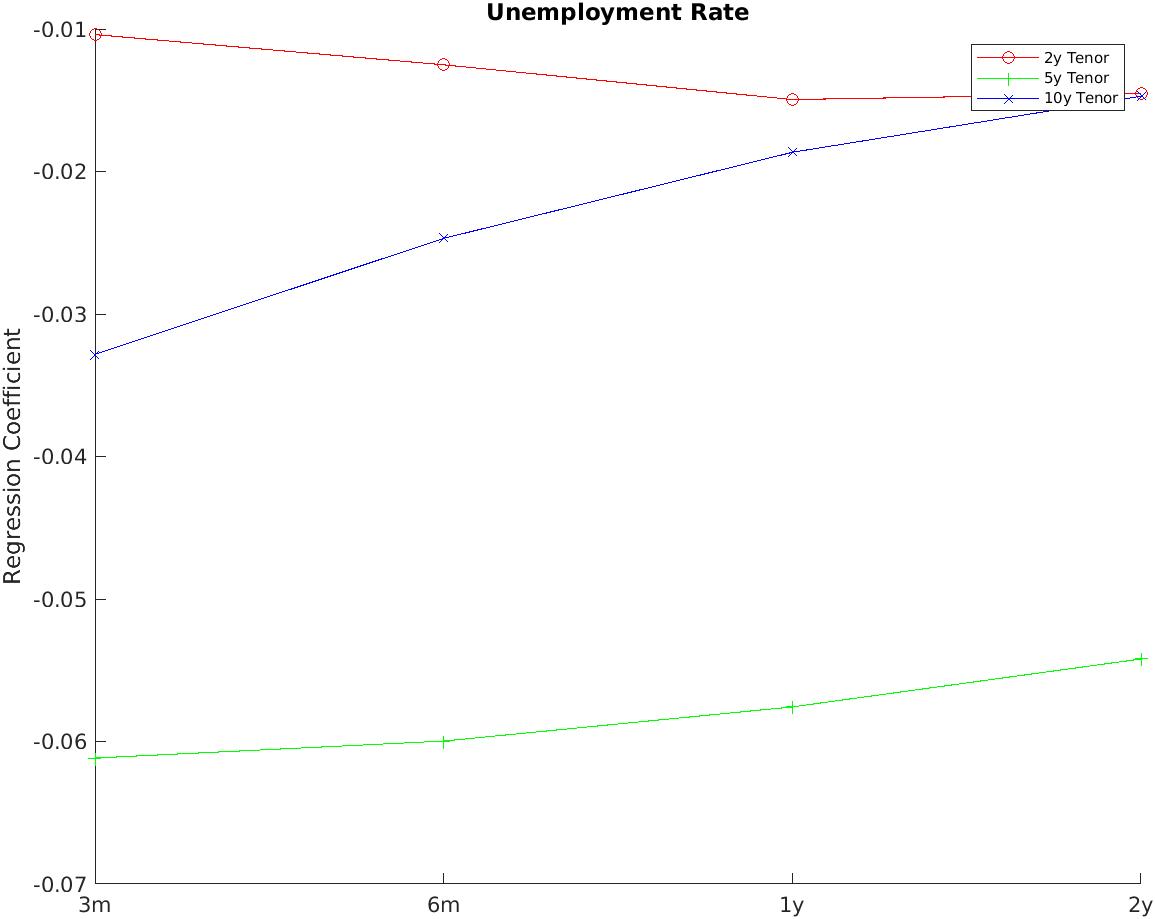 Unemployment Rate
-0.01
-0.02
-0.03
-0.04
-0.05
-0.06
-0.07
Regression Coefficient
3m
6m
1y
2y
2y Tenor
5y Tenor
10y Tenor